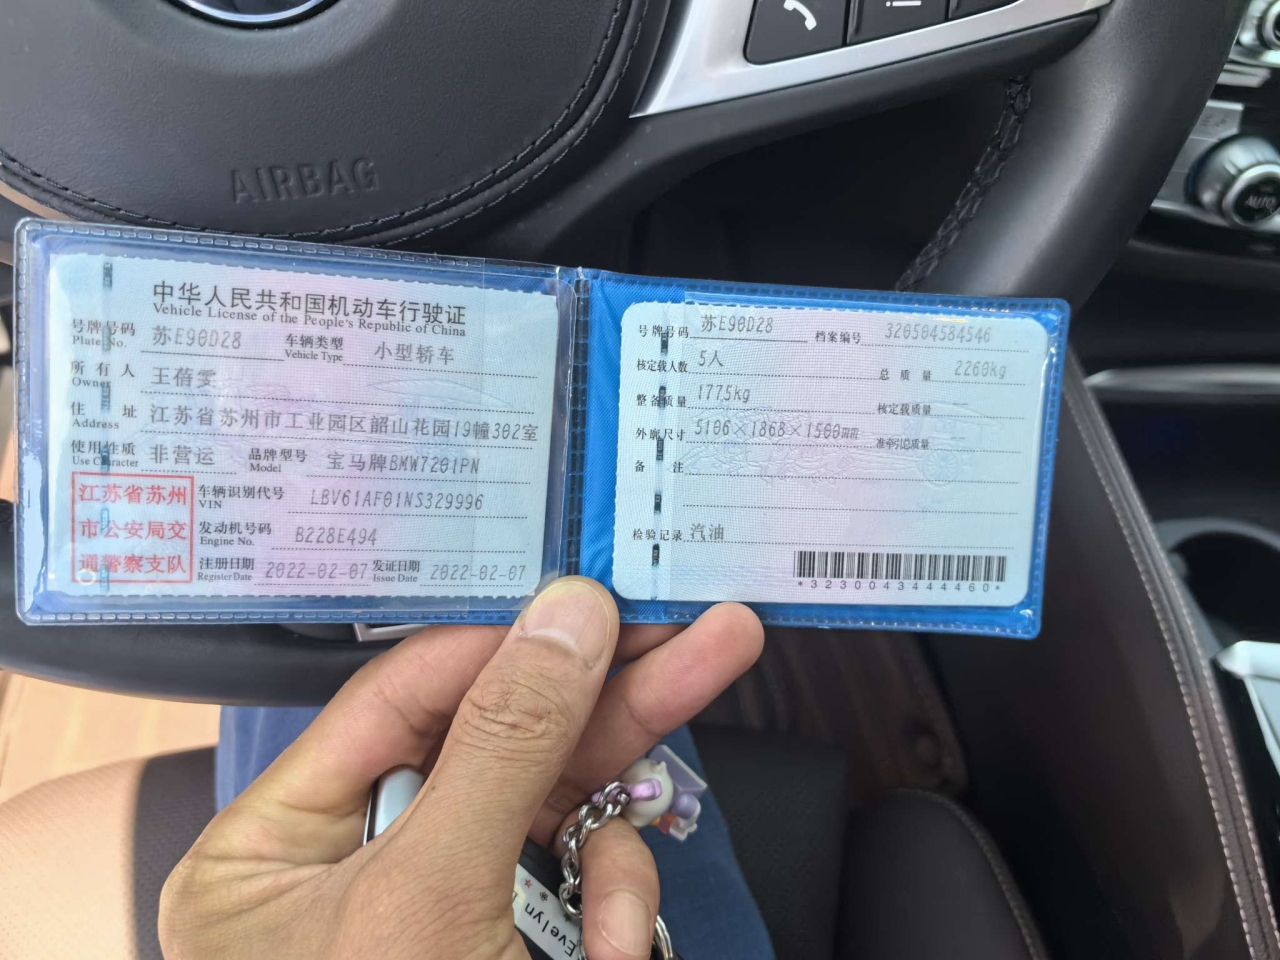 AIRBAG
AUTO
中华人民共和国机动车行驶证
Vehicle License of the People's Republic of China
号牌号码 苏E90D28 车辆类型 小型轿车
Plate No. Vehicle Type
所有人 王蓓雯
Owner
住址 江苏省苏州市工业园区韶山花园19幢302室
Address
使用性质 非营运 品牌型号 宝马牌BMW7201PN
Use Character Model
江苏省苏州
市公安局交
通警察支队
车辆识别代号 LBV61AF01NS329996
VIN
发动机号码 B228E494
Engine No.
注册日期 2022-02-07 发证日期 2022-02-07
Register Date Issue Date
号牌号码 苏E90D28 档案编号 320504584546
核定载人数 5人 总质量 2260kg
整备质量 1775kg 核定载质量 --
外廓尺寸 5106×1868×1500mm 准牵引总质量 --
备注
检验记录 汽油
*3230043444460*
Evelyn